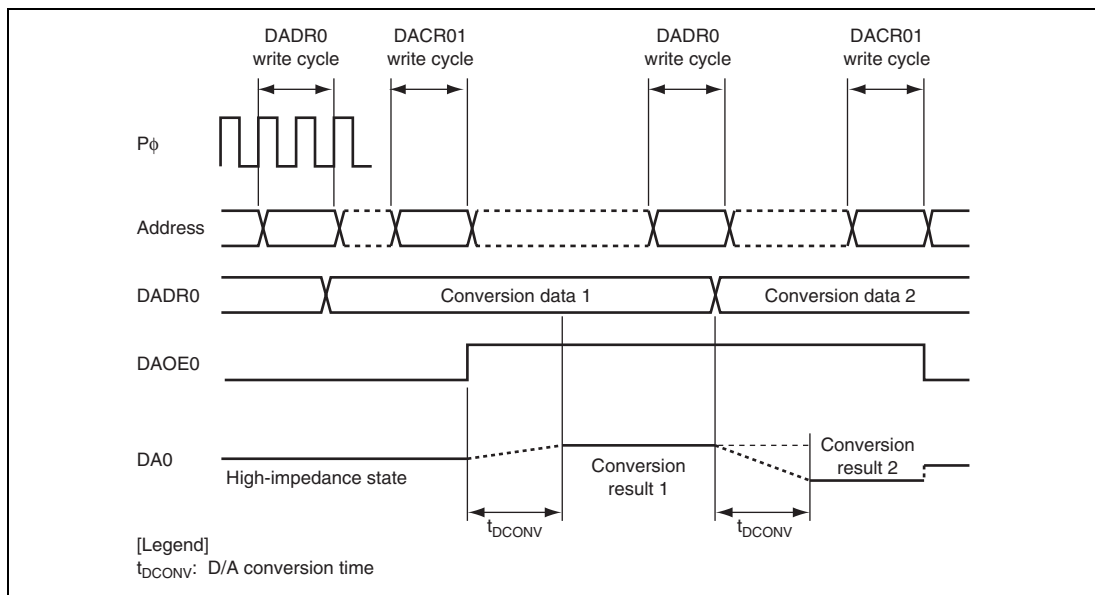 DADR0
write cycle
DACR01
write cycle
DADR0
write cycle
DACR01
write cycle
Pϕ
Address
DADR0
Conversion data 1
Conversion data 2
DAOE0
DA0
High-impedance state
Conversion
result 1
Conversion
result 2
tDCONV
tDCONV
[Legend]
tDCONV: D/A conversion time